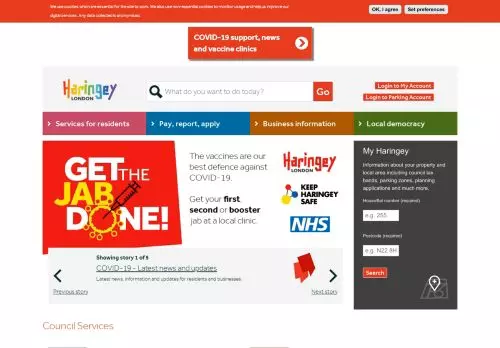 We use cookies which are essential for the site to work. We also use non-essential cookies to monitor usage and help us improve our
digital services. Any data collected is anonymous.
OK, I agree
Set preferences
COVID-19 support, news
and vaccine clinics
Haringey
LONDON
What do you want to do today?
Go
Login to My Account
Login to Parking Account
Services for residents
Pay, report, apply
Business information
Local democracy
GET THE
JAB
DONE!
The vaccines are our
best defence against
COVID-19.
Get your first
second or booster
jab at a local clinic.
Haringey
LONDON
KEEP
HARINGEY
SAFE
NHS
My Haringey
Information about your property and
local area including council tax
bands, parking zones, planning
applications and much more.
House/flat number (required)
e.g. 255
Postcode (required)
e.g. N22 8H
Search
Showing story 1 of 5
COVID-19 - Latest news and updates
Latest news, information and updates for residents and businesses.
Previous story
Next story
Council Services